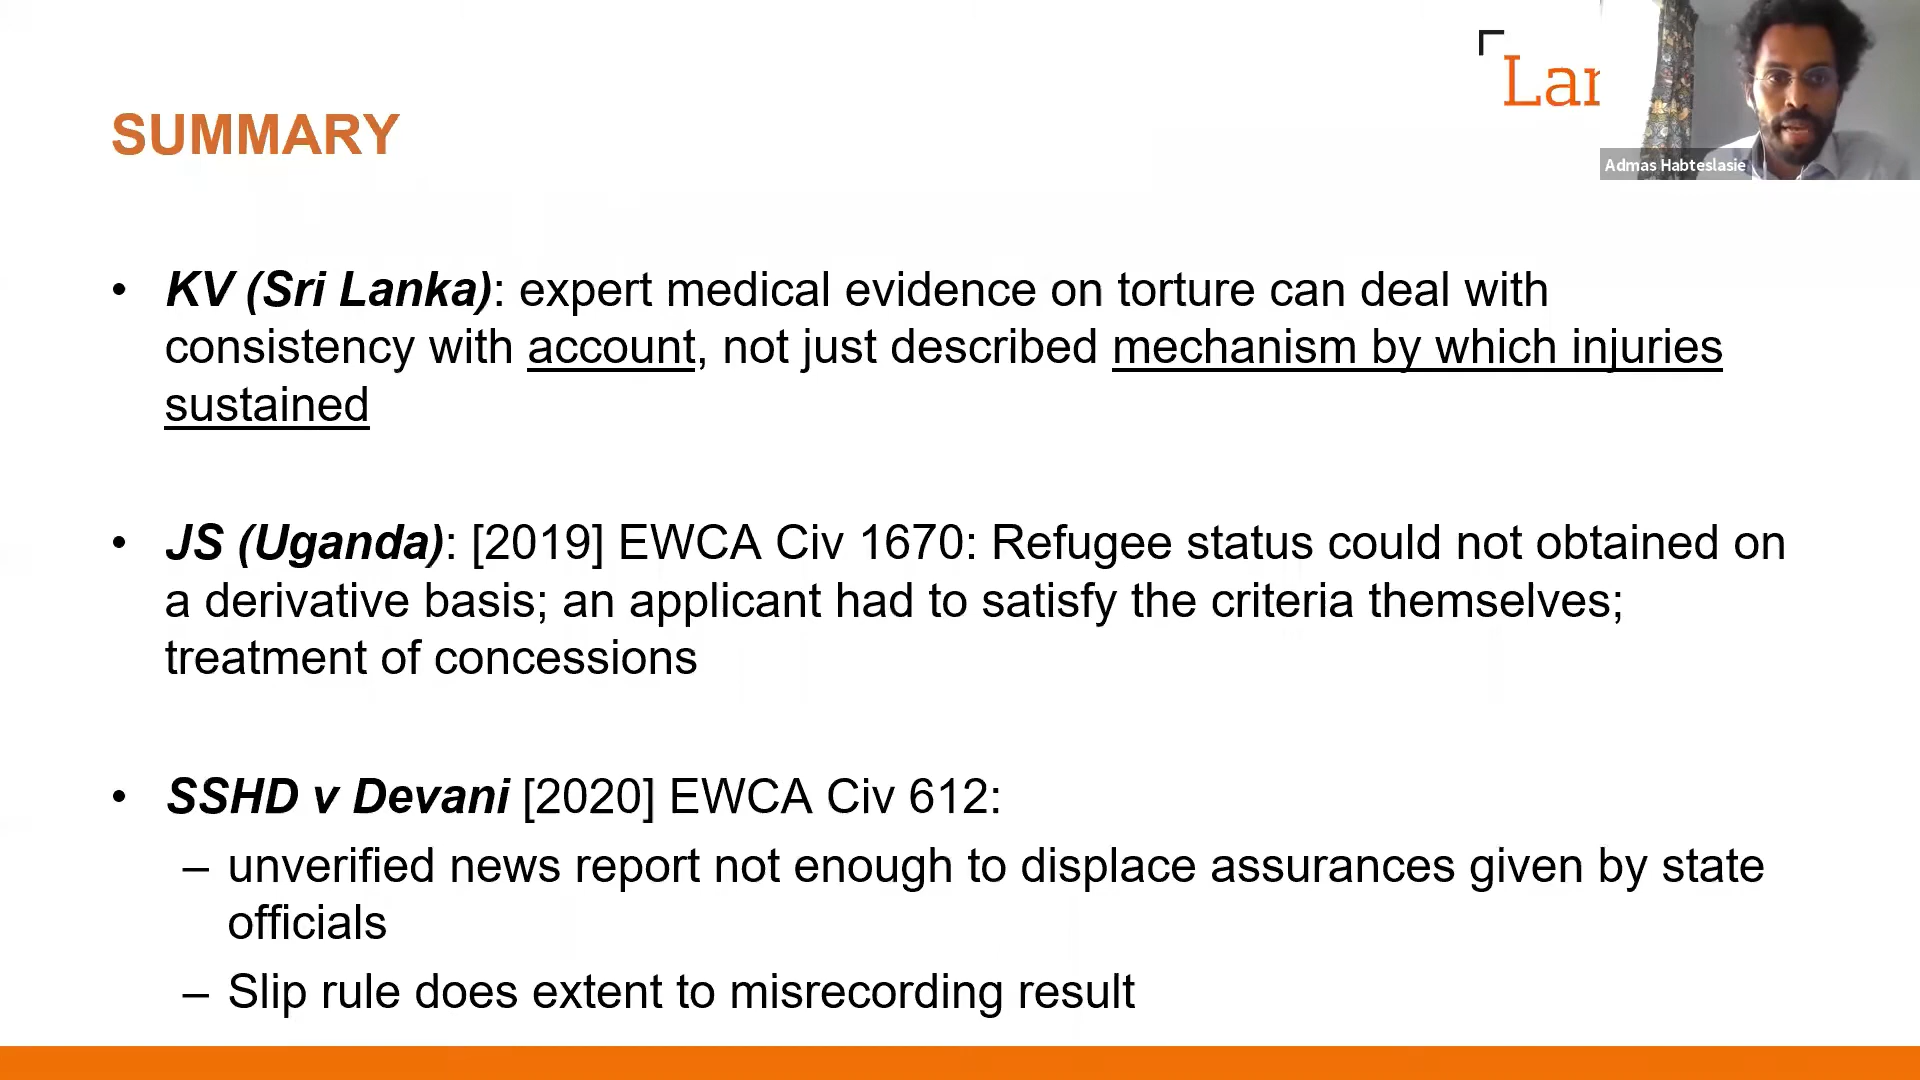 Lar
Admas Habteslasie
SUMMARY
• KV (Sri Lanka): expert medical evidence on torture can deal with
consistency with account, not just described mechanism by which injuries
sustained
• JS (Uganda): [2019] EWCA Civ 1670: Refugee status could not obtained on
a derivative basis; an applicant had to satisfy the criteria themselves;
treatment of concessions
• SSHD v Devani [2020] EWCA Civ 612:
– unverified news report not enough to displace assurances given by state
officials
– Slip rule does extent to misrecording result